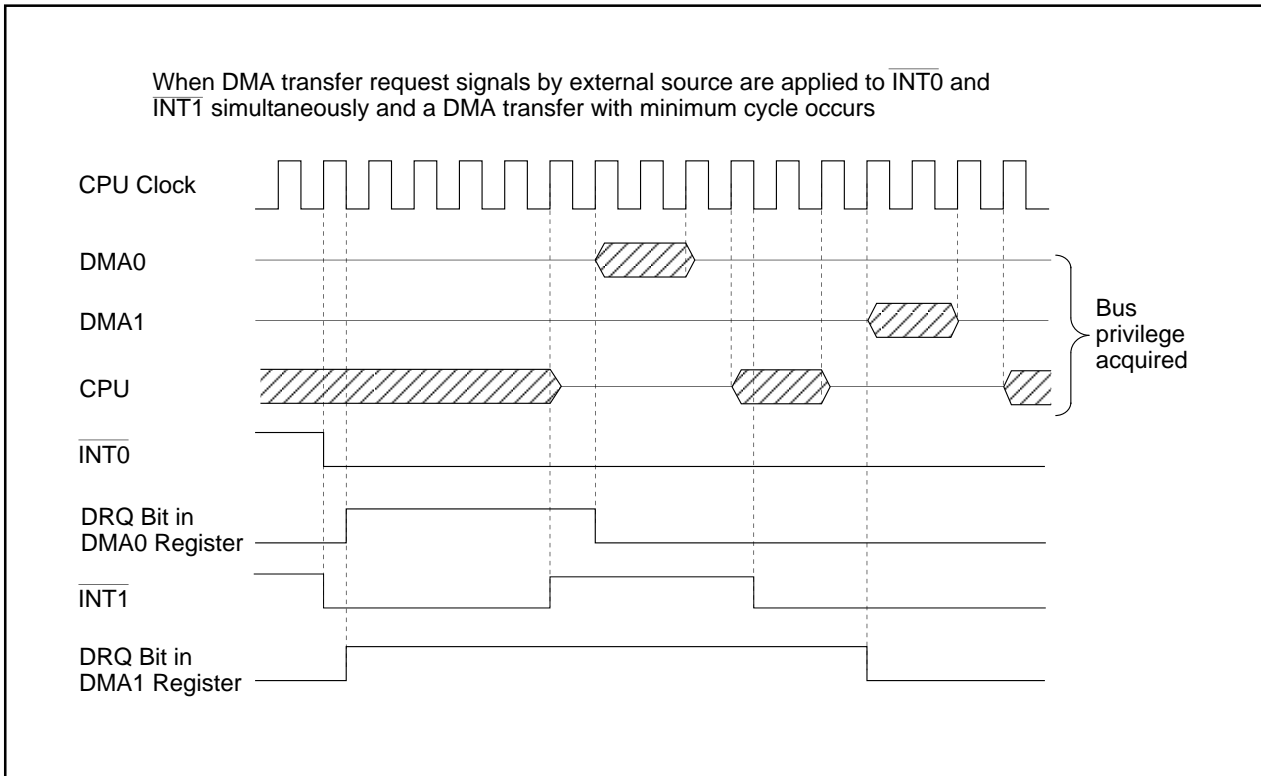 When DMA transfer request signals by external source are applied to INT0 and
INT1 simultaneously and a DMA transfer with minimum cycle occurs
CPU Clock
DMA0
DMA1
CPU
Bus
privilege
acquired
INT0
DRQ Bit in
DMA0 Register
INT1
DRQ Bit in
DMA1 Register